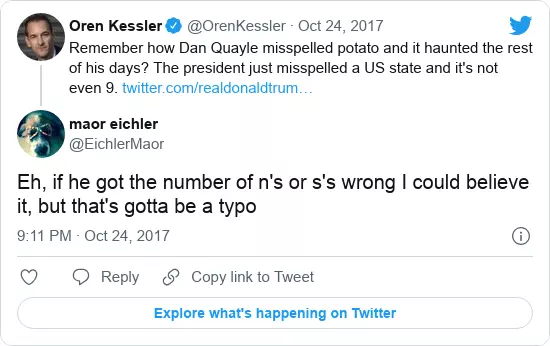 Oren Kessler @OrenKessler · Oct 24, 2017
Remember how Dan Quayle misspelled potato and it haunted the rest
of his days? The president just misspelled a US state and it's not
even 9. twitter.com/realdonaldtrum…
maor eichler
@EichlerMaor
Eh, if he got the number of n's or s's wrong I could believe
it, but that's gotta be a typo
9:11 PM · Oct 24, 2017
Reply Copy link to Tweet
Explore what's happening on Twitter